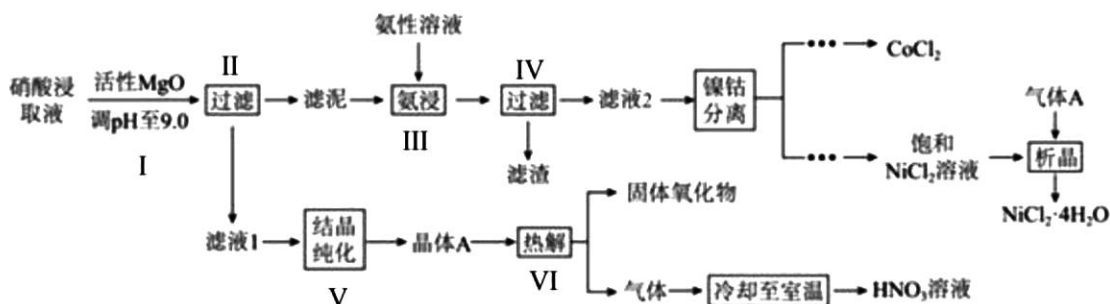 氨性溶液
硝酸浸
取液
活性MgO
调pH至9.0
I
II
过滤
滤泥
氨浸
III
IV
过滤
滤液2
滤渣
镍钴
分离
••• CoCl₂
••• 饱和
NiCl₂溶液
气体A
析晶
NiCl₂·4H₂O
滤液1
结晶
纯化
V
晶体A
热解
VI
固体氧化物
气体
冷却至室温
HNO₃溶液